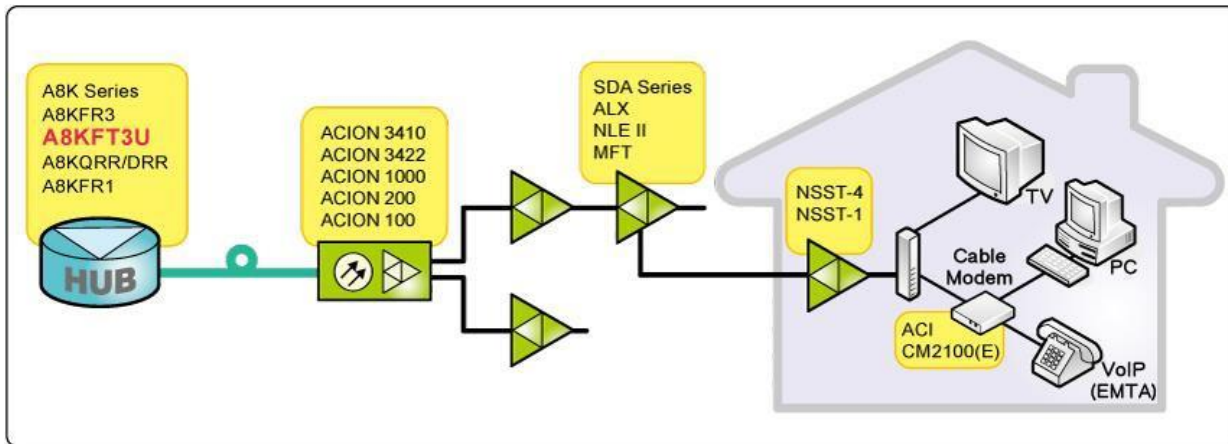 A8K Series
A8KFR3
A8KFT3U
A8KQRR/DRR
A8KFR1
HUB
ACION 3410
ACION 3422
ACION 1000
ACION 200
ACION 100
SDA Series
ALX
NLE II
MFT
NSST-4
NSST-1
TV
Cable
Modem
PC
ACI
CM2100(E)
VoIP
(EMTA)